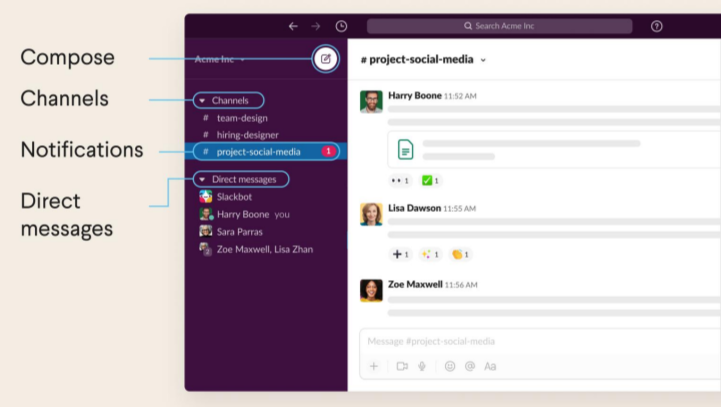 Search Acme Inc
Compose
Acme Inc
# project-social-media
Channels
Channels
# team-design
# hiring-designer
Notifications
# project-social-media 1
Direct messages
Direct
messages
Slackbot
Harry Boone you
Sara Parras
2 Zoe Maxwell, Lisa Zhan
Harry Boone 11:52 AM
1 1
Lisa Dawson 11:55 AM
1 1 1
Zoe Maxwell 11:56 AM
Message #project-social-media
+ @ Aa